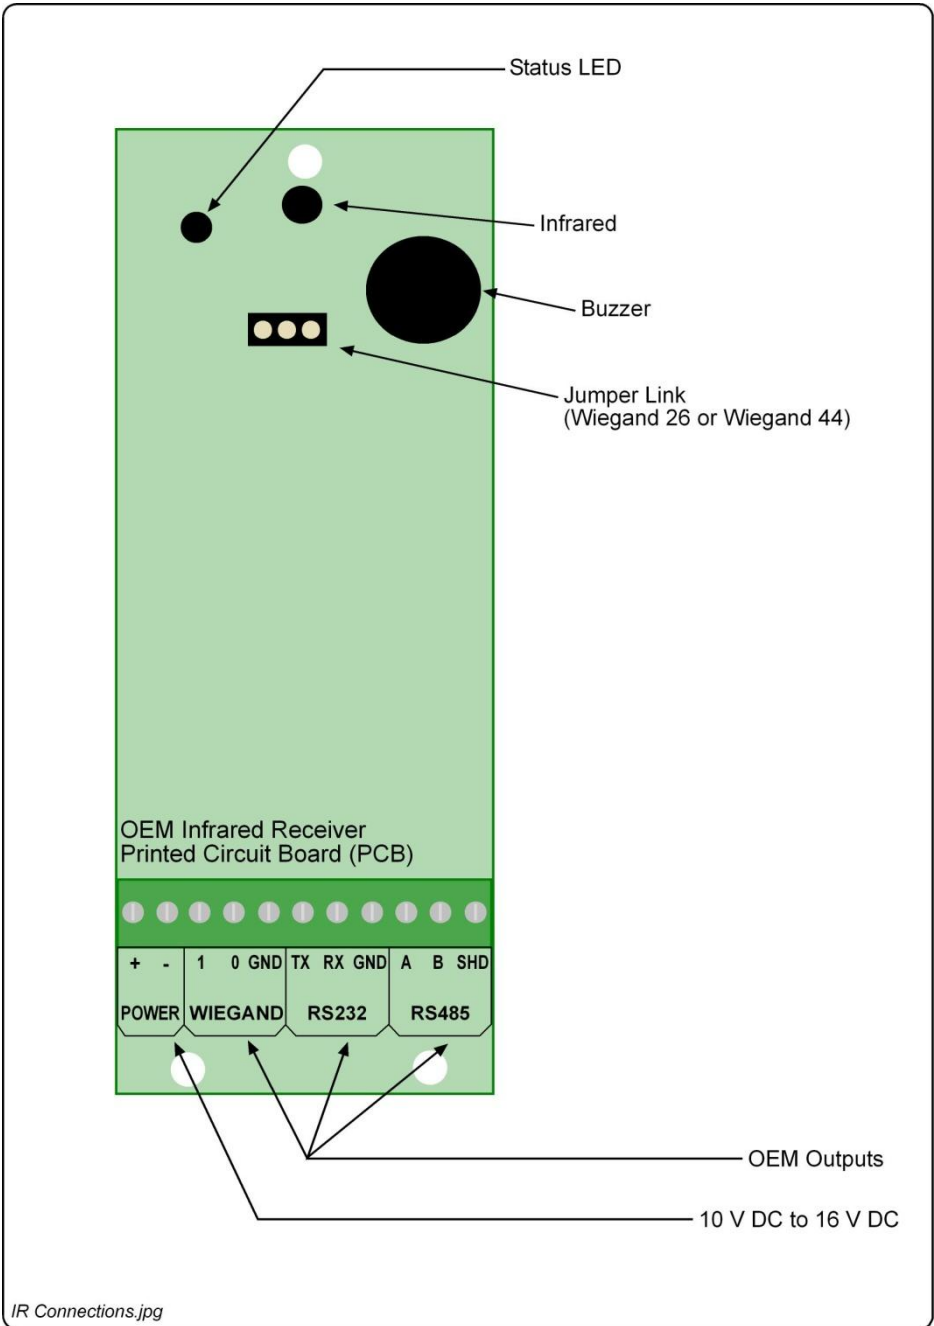 Status LED
Infrared
Buzzer
Jumper Link
(Wiegand 26 or Wiegand 44)
OEM Infrared Receiver
Printed Circuit Board (PCB)
+ - 1 0 GND TX RX GND A B SHD
POWER WIEGAND RS232 RS485
OEM Outputs
10 V DC to 16 V DC
IR Connections.jpg